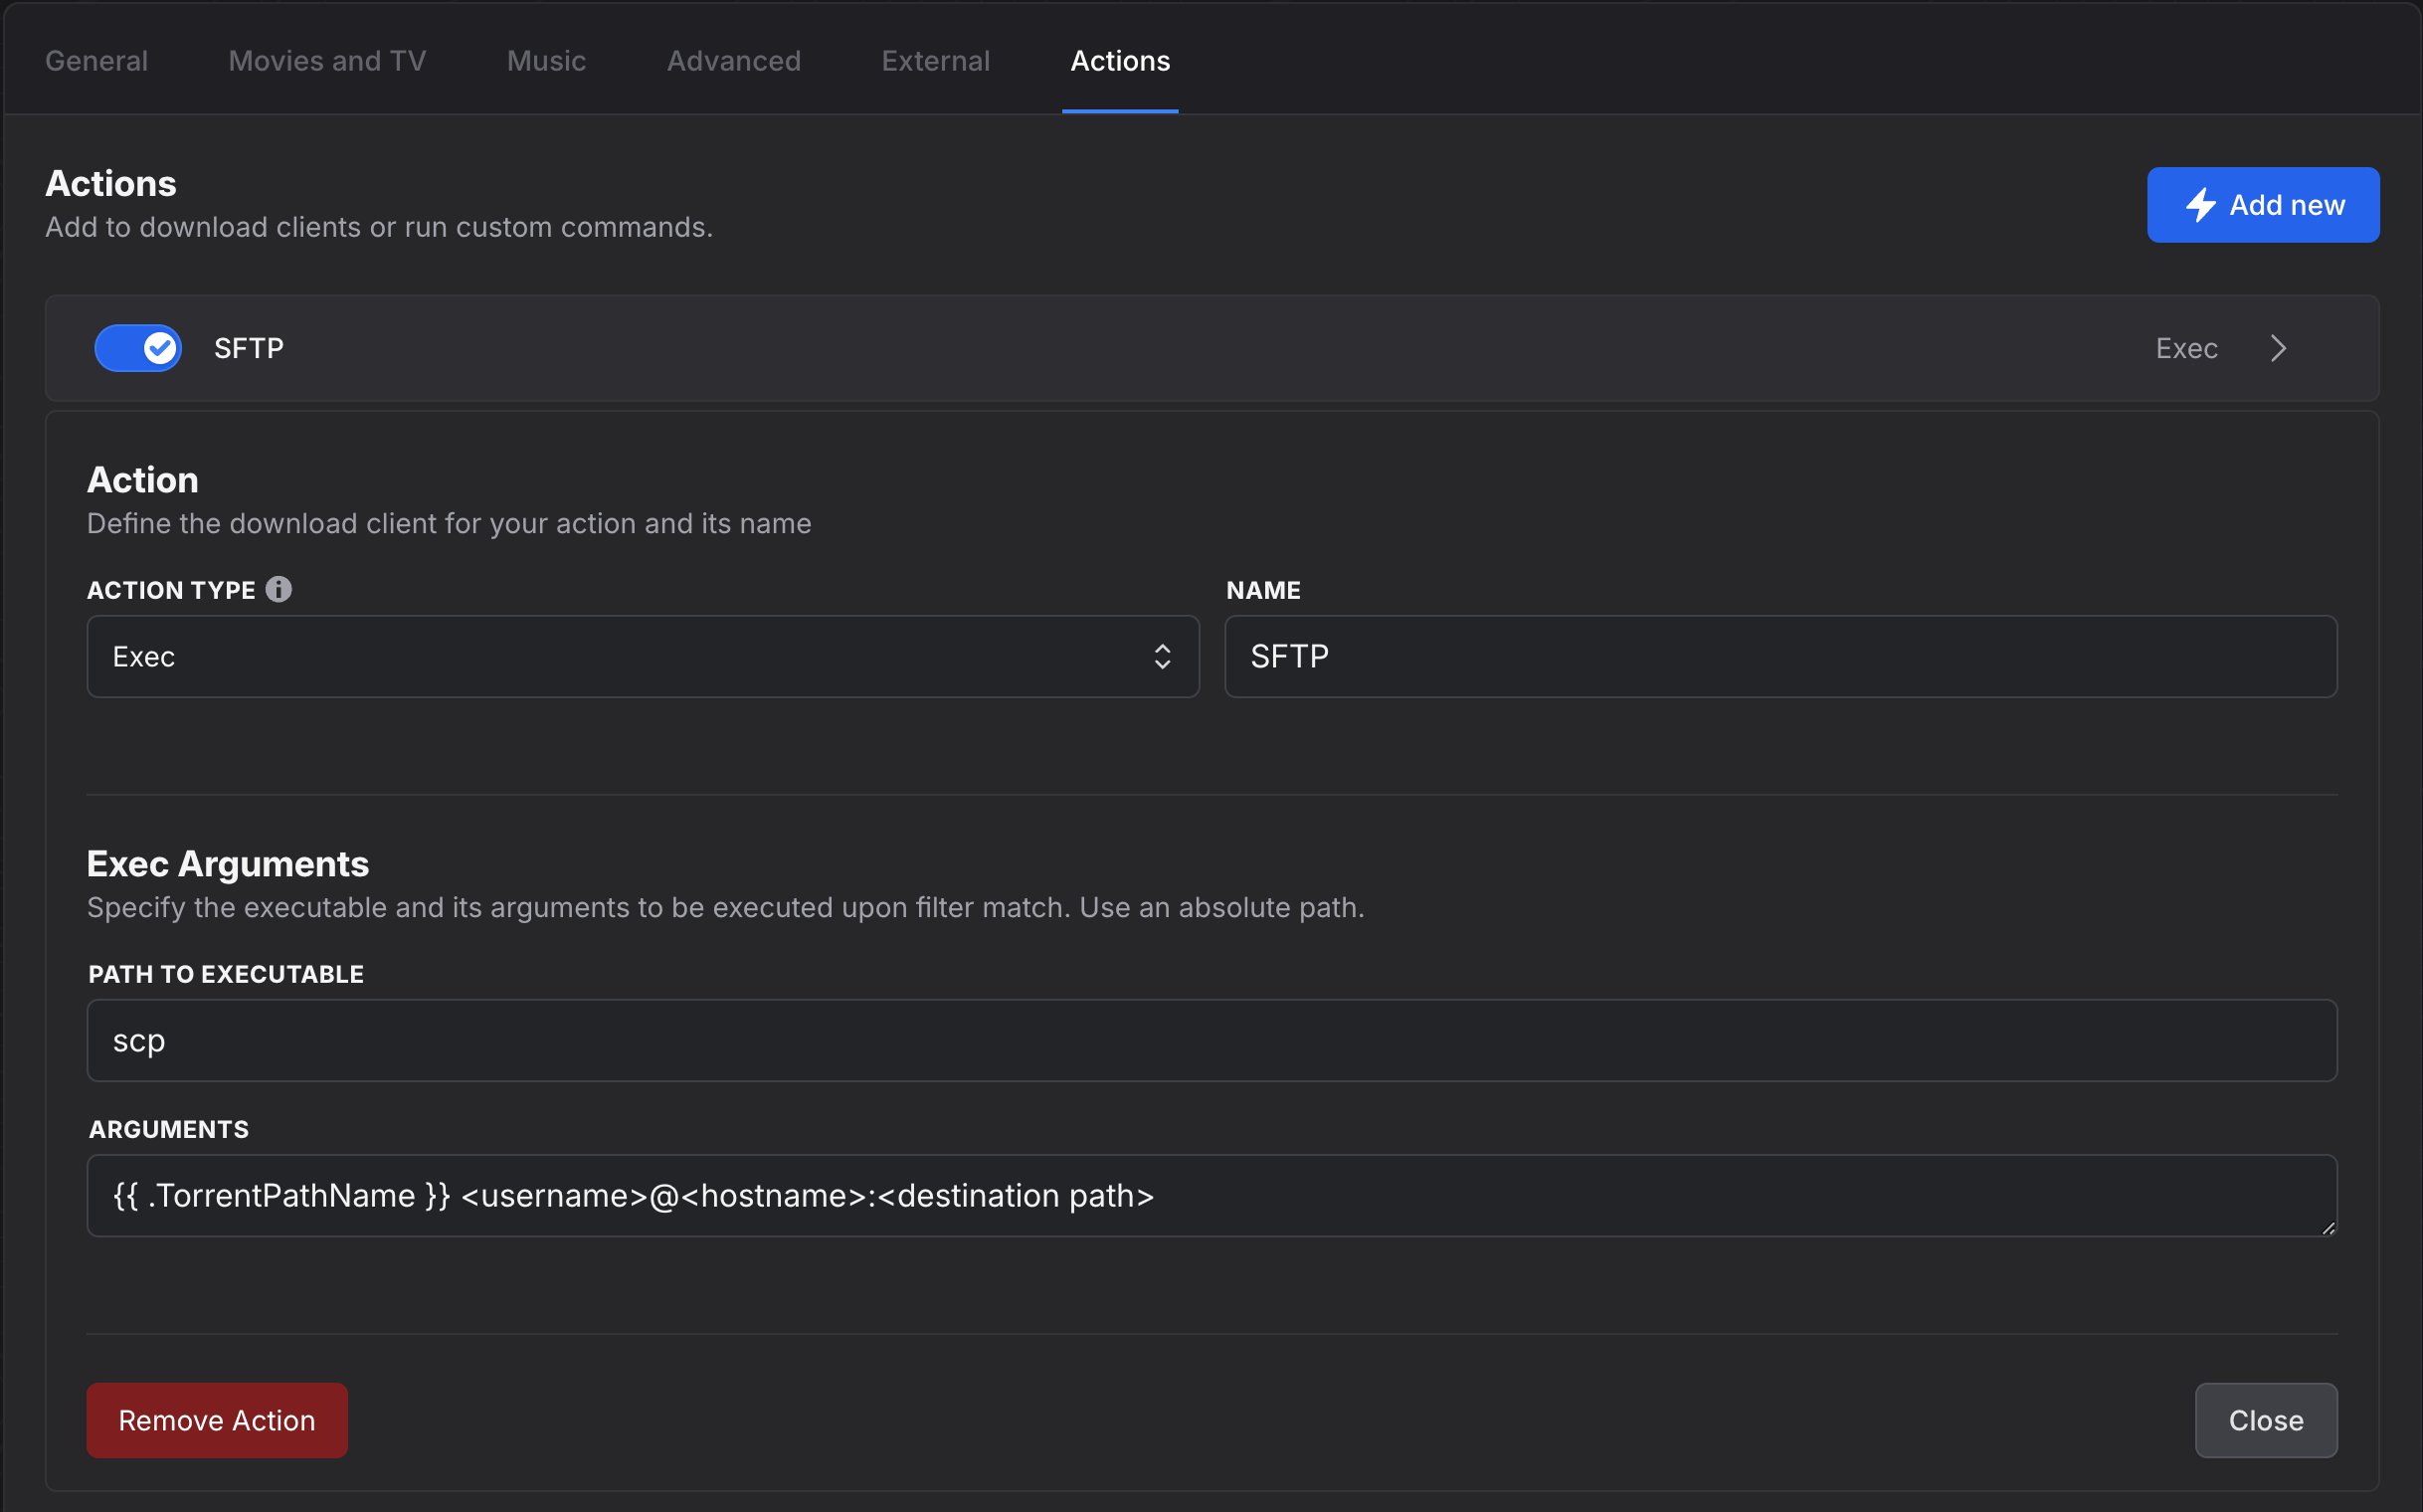 General Movies and TV Music Advanced External Actions
Actions
Add to download clients or run custom commands.
Add new
SFTP Exec
Action
Define the download client for your action and its name
ACTION TYPE NAME
Exec SFTP
Exec Arguments
Specify the executable and its arguments to be executed upon filter match. Use an absolute path.
PATH TO EXECUTABLE
scp
ARGUMENTS
{{ .TorrentPathName }} <username>@<hostname>:<destination path>
Remove Action Close